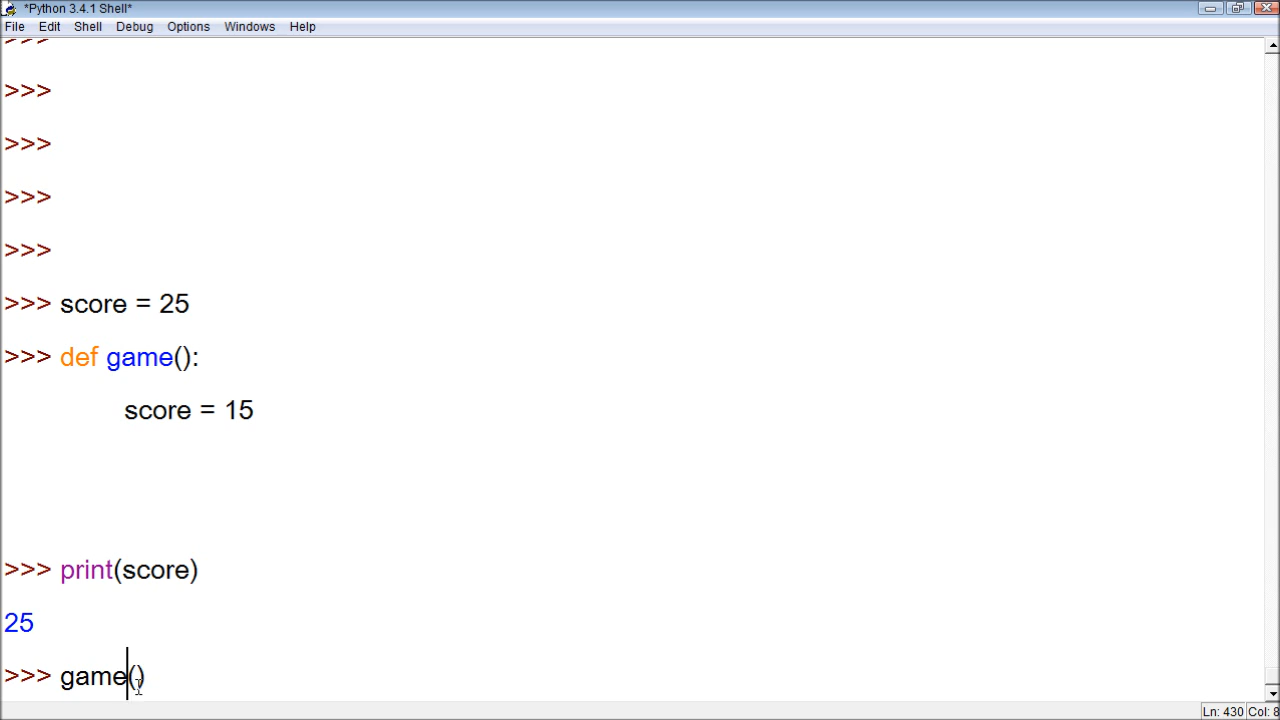 *Python 3.4.1 Shell*
File Edit Shell Debug Options Windows Help
>>>
>>>
>>>
>>>
>>>
>>> score = 25
>>> def game():
score = 15
>>> print(score)
25
>>> game()
Ln: 430 Col: 8